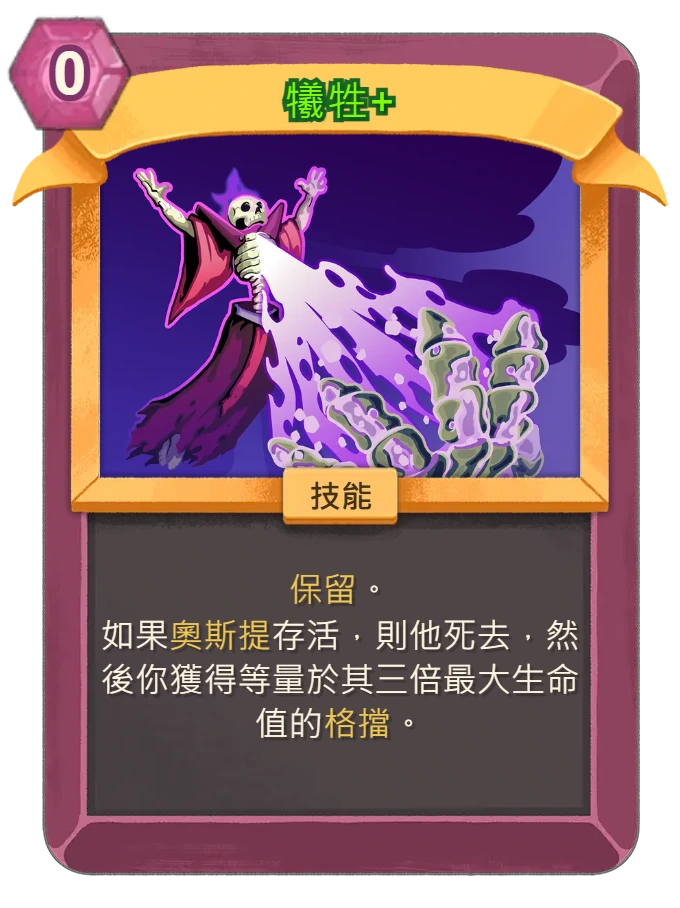 0
犧牲+
技能
保留。
如果奧斯提存活，則他死去，然
後你獲得等量於其三倍最大生命
值的格擋。